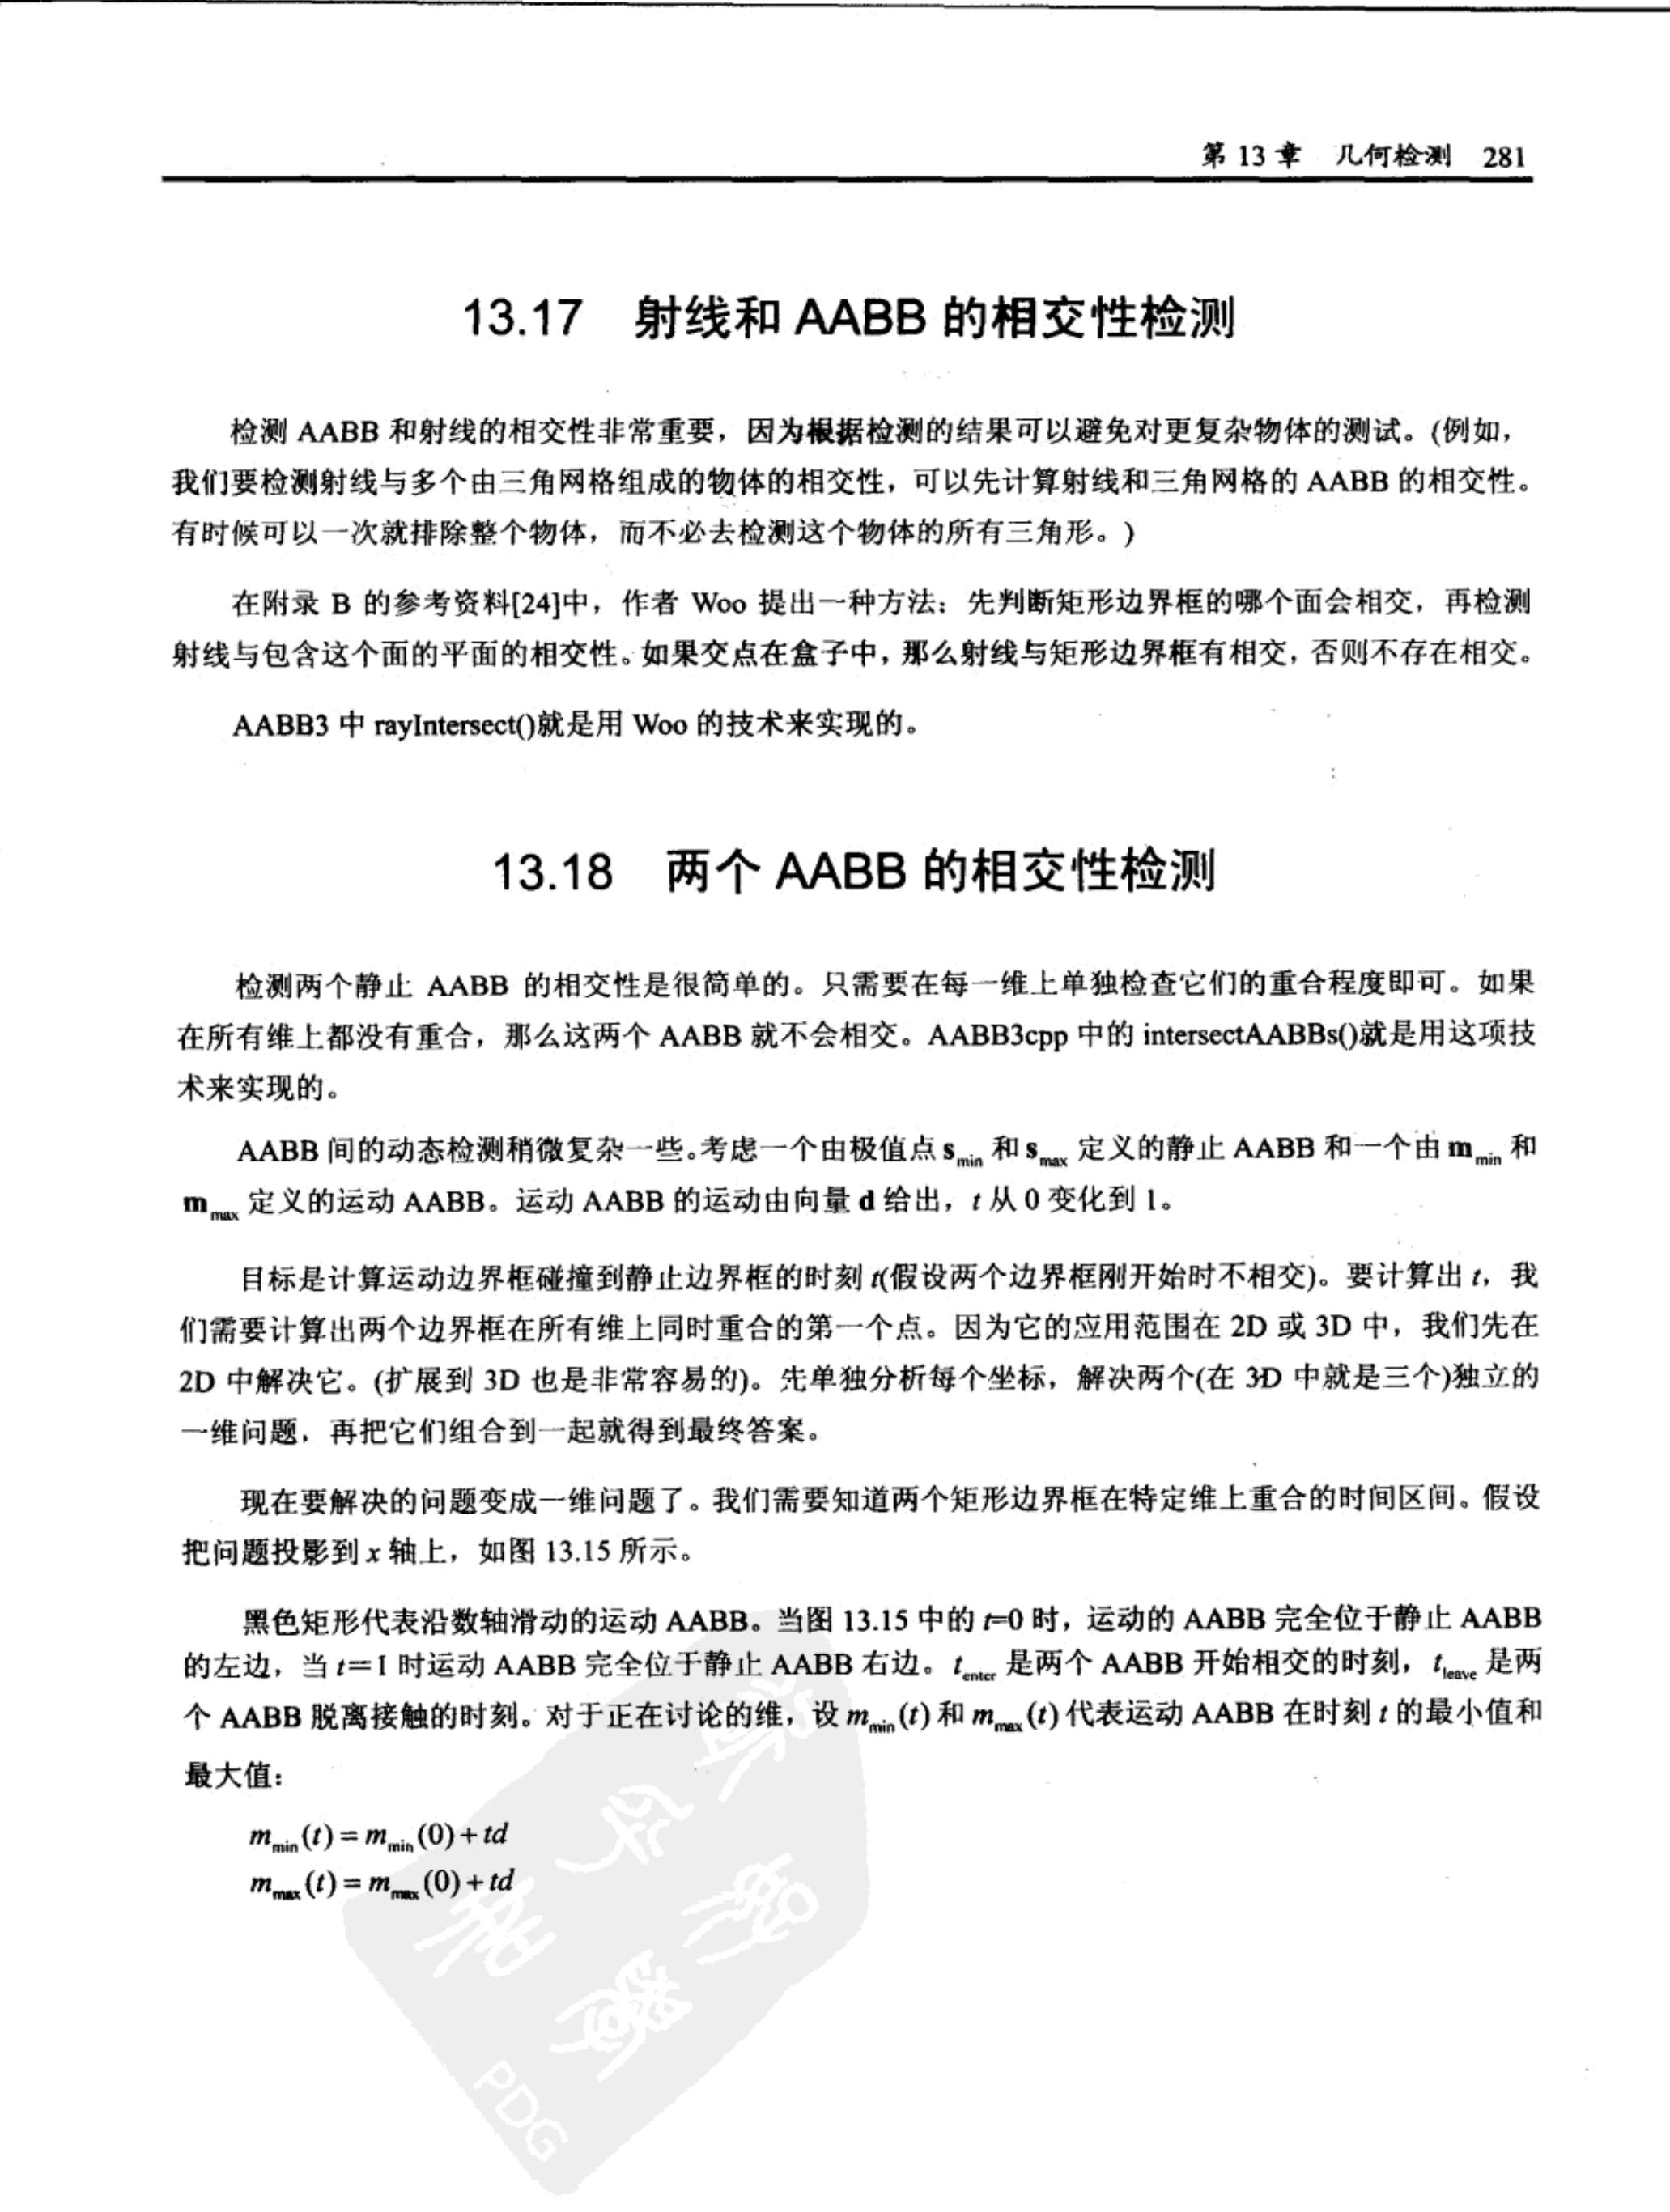 第 13 章 几何检测 281
13.17 射线和 AABB 的相交性检测
检测 AABB 和射线的相交性非常重要，因为根据检测的结果可以避免对更复杂物体的测试。(例如，
我们要检测射线与多个由三角网格组成的物体的相交性，可以先计算射线和三角网格的 AABB 的相交性。
有时候可以一次就排除整个物体，而不必去检测这个物体的所有三角形。)
在附录 B 的参考资料[24]中，作者 Woo 提出一种方法：先判断矩形边界框的哪个面会相交，再检测
射线与包含这个面的平面的相交性。如果交点在盒子中，那么射线与矩形边界框有相交，否则不存在相交。
AABB3 中 rayIntersect()就是用 Woo 的技术来实现的。
13.18 两个 AABB 的相交性检测
检测两个静止 AABB 的相交性是很简单的。只需要在每一维上单独检查它们的重合程度即可。如果
在所有维上都没有重合，那么这两个 AABB 就不会相交。AABB3cpp 中的 intersectAABBs()就是用这项技
术来实现的。
AABB 间的动态检测稍微复杂一些。考虑一个由极值点 s_min 和 s_max 定义的静止 AABB 和一个由 m_min 和
m_max 定义的运动 AABB。运动 AABB 的运动由向量 d 给出，t 从 0 变化到 1。
目标是计算运动边界框碰撞到静止边界框的时刻 t(假设两个边界框刚开始时不相交)。要计算出 t，我
们需要计算出两个边界框在所有维上同时重合的第一个点。因为它的应用范围在 2D 或 3D 中，我们先在
2D 中解决它。(扩展到 3D 也是非常容易的)。先单独分析每个坐标，解决两个(在 3D 中就是三个)独立的
一维问题，再把它们组合到一起就得到最终答案。
现在要解决的问题变成一维问题了。我们需要知道两个矩形边界框在特定维上重合的时间区间。假设
把问题投影到 x 轴上，如图 13.15 所示。
黑色矩形代表沿数轴滑动的运动 AABB。当图 13.15 中的 t=0 时，运动的 AABB 完全位于静止 AABB
的左边，当 t=1 时运动 AABB 完全位于静止 AABB 右边。t_enter 是两个 AABB 开始相交的时刻，t_leave 是两
个 AABB 脱离接触的时刻。对于正在讨论的维，设 m_min(t) 和 m_max(t) 代表运动 AABB 在时刻 t 的最小值和
最大值：
m_min(t) = m_min(0) + td
m_max(t) = m_max(0) + td
PDG